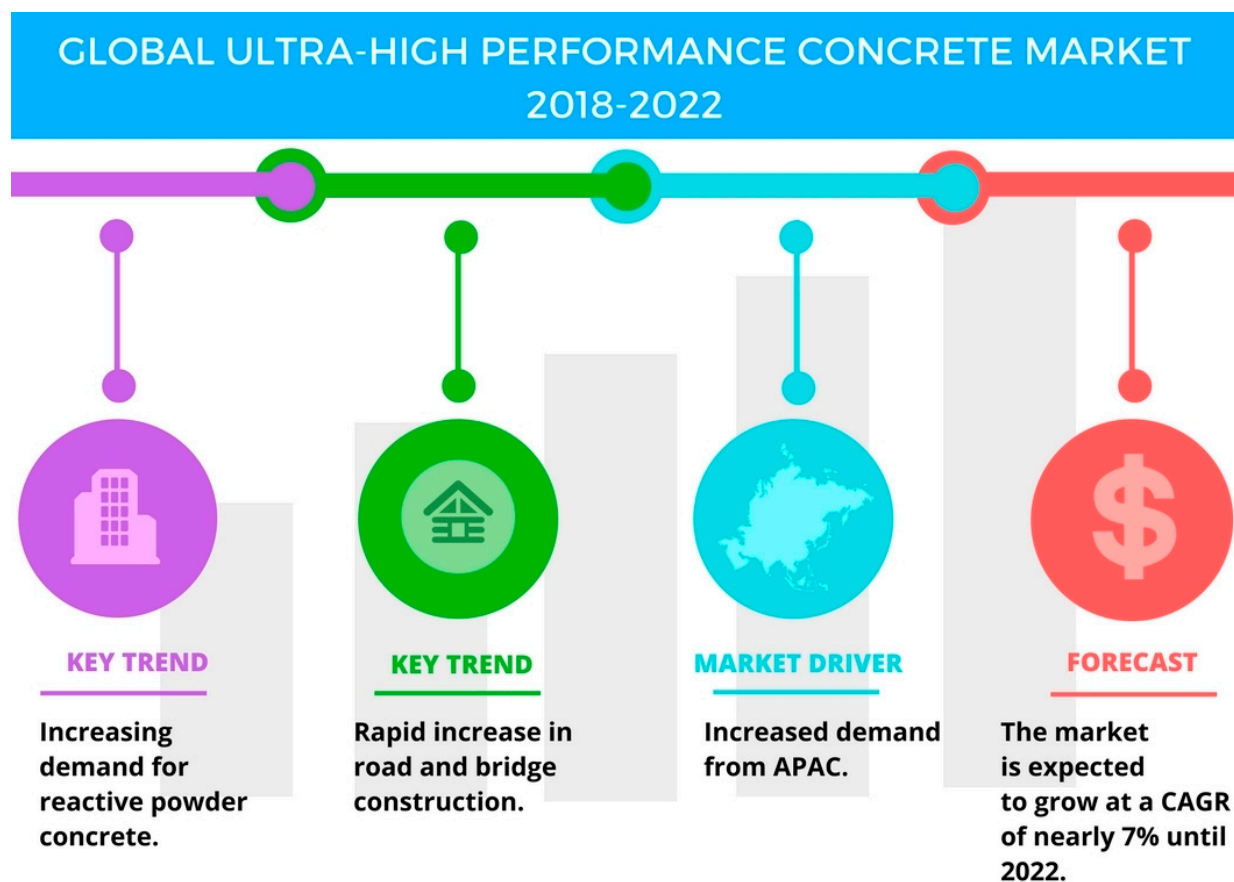 GLOBAL ULTRA-HIGH PERFORMANCE CONCRETE MARKET
2018-2022
KEY TREND
Increasing
demand for
reactive powder
concrete.
KEY TREND
Rapid increase in
road and bridge
construction.
MARKET DRIVER
Increased demand
from APAC.
FORECAST
The market
is expected
to grow at a CAGR
of nearly 7% until
2022.